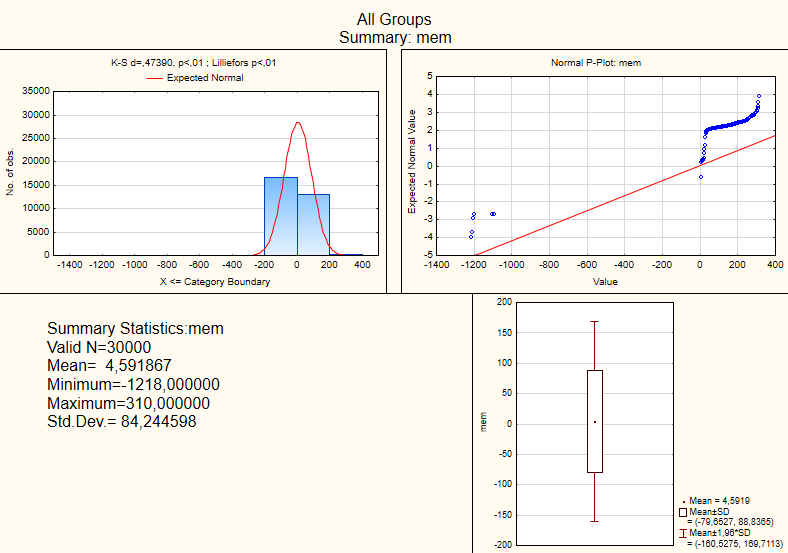 All Groups
Summary: mem
K-S d=,47390, p<,01 ; Lilliefors p<,01
Expected Normal
35000
30000
25000
20000
15000
10000
5000
0
No. of obs.
-1400 -1200 -1000 -800 -600 -400 -200 0 200 400
X <= Category Boundary
Normal P-Plot: mem
5
4
3
2
1
0
-1
-2
-3
-4
-5
Expected Normal Value
-1400 -1200 -1000 -800 -600 -400 -200 0 200 400
Value
Summary Statistics:mem
Valid N=30000
Mean= 4,591867
Minimum=-1218,000000
Maximum=310,000000
Std.Dev.= 84,244598
200
150
100
50
0
-50
-100
-150
-200
mem
Mean = 4,5919
Mean±SD
= (-79,6527, 88,8365)
Mean±1,96*SD
= (-160,5275, 169,7113)